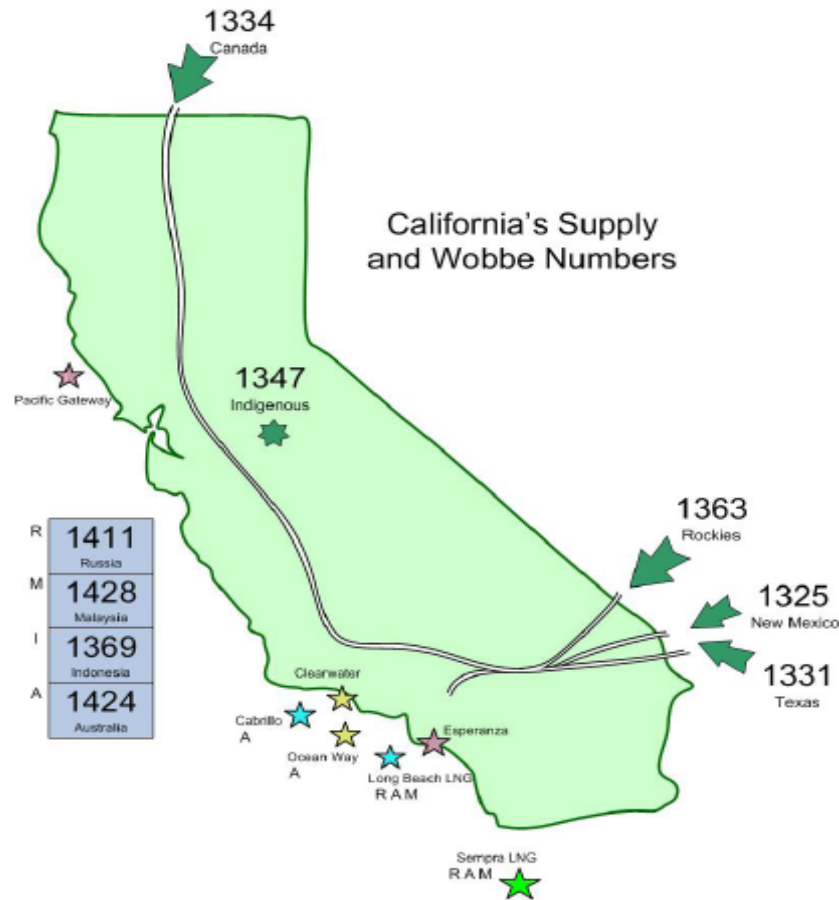 1334
Canada
California's Supply
and Wobbe Numbers
Pacific Gateway
1347
Indigenous
1363
Rockies
1325
New Mexico
1331
Texas
R
1411
Russia
M
1428
Malaysia
I
1369
Indonesia
A
1424
Australia
Clearwater
Cabrillo
A
Ocean Way
A
Esperanza
Long Beach LNG
R A M
Sempra LNG
R A M